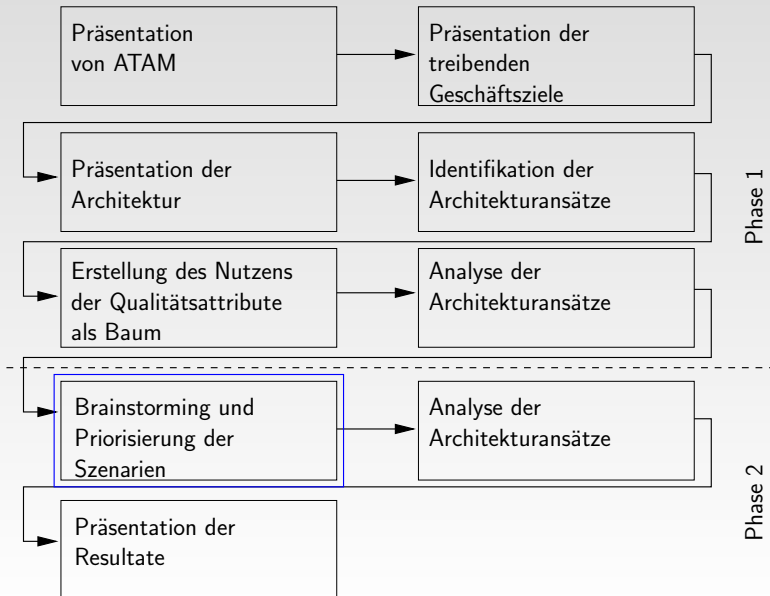 Präsentation
von ATAM
Präsentation der
treibenden
Geschäftsziele
Präsentation der
Architektur
Identifikation der
Architekturansätze
Phase 1
Erstellung des Nutzens
der Qualitätsattribute
als Baum
Analyse der
Architekturansätze
Brainstorming und
Priorisierung der
Szenarien
Analyse der
Architekturansätze
Phase 2
Präsentation der
Resultate